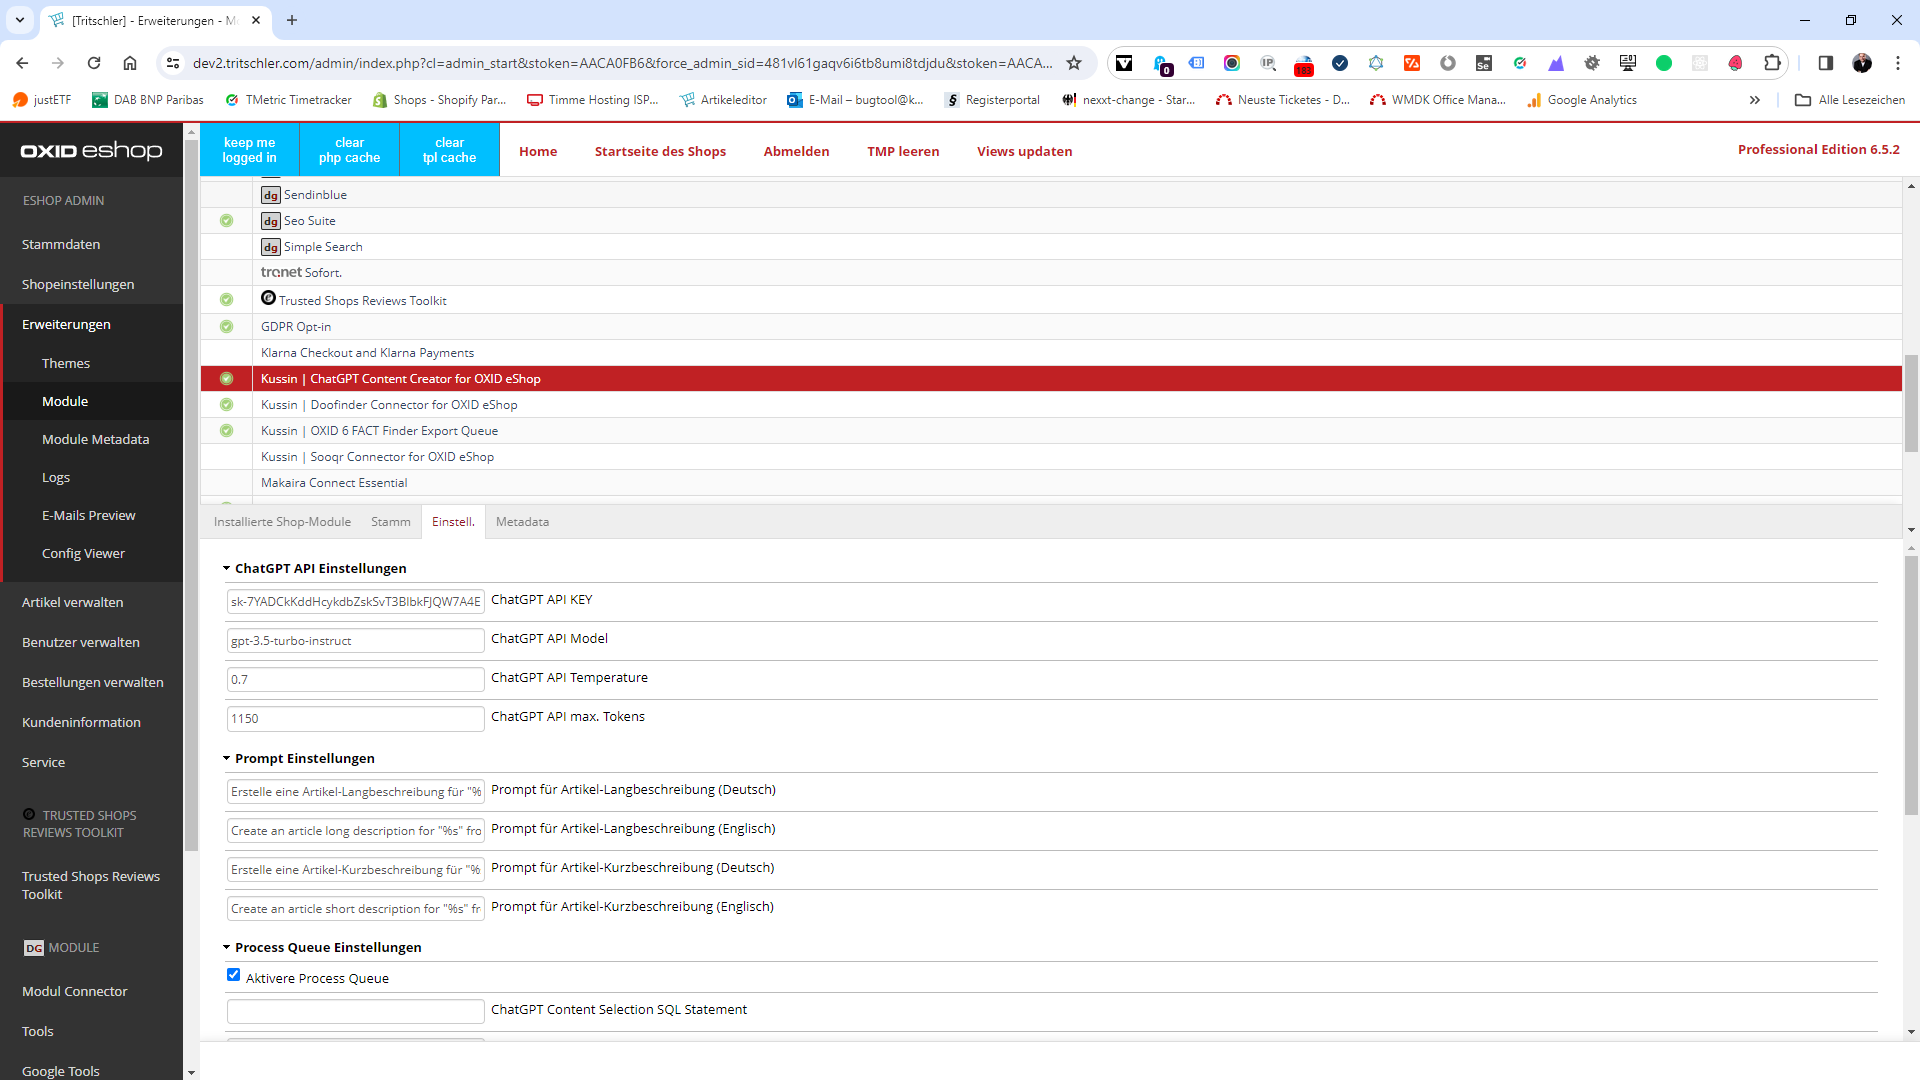 [Tritschler] - Erweiterungen - M
dev2.tritschler.com/admin/index.php?cl=admin_start&stoken=AACA0FB6&force_admin_sid=481vl61gaqv6i6tb8umi8tdjdu&stoken=AACA...
0
183
justETF
DAB BNP Paribas
TMetric Timetracker
Shops - Shopify Par...
Timme Hosting ISP...
Artikeleditor
E-Mail – bugtool@k...
Registerportal
nexxt-change - Star...
Neuste Ticketes - D...
WMDK Office Mana...
Google Analytics
Alle Lesezeichen
OXID eshop
keep me logged in
clear php cache
clear tpl cache
Home
Startseite des Shops
Abmelden
TMP leeren
Views updaten
Professional Edition 6.5.2
ESHOP ADMIN
Stammdaten
Shopeinstellungen
Erweiterungen
Themes
Module
Module Metadata
Logs
E-Mails Preview
Config Viewer
Artikel verwalten
Benutzer verwalten
Bestellungen verwalten
Kundeninformation
Service
TRUSTED SHOPS
REVIEWS TOOLKIT
Trusted Shops Reviews
Toolkit
DG MODULE
Modul Connector
Tools
Google Tools
dg Sendinblue
dg Seo Suite
dg Simple Search
tronet Sofort.
Trusted Shops Reviews Toolkit
GDPR Opt-in
Klarna Checkout and Klarna Payments
Kussin | ChatGPT Content Creator for OXID eShop
Kussin | Doofinder Connector for OXID eShop
Kussin | OXID 6 FACT Finder Export Queue
Kussin | Sooqr Connector for OXID eShop
Makaira Connect Essential
Installierte Shop-Module
Stamm
Einstell.
Metadata
ChatGPT API Einstellungen
sk-7YADCkKddHcykdbZskSvT3BlbkFJQW7A4E ChatGPT API KEY
gpt-3.5-turbo-instruct ChatGPT API Model
0.7 ChatGPT API Temperature
1150 ChatGPT API max. Tokens
Prompt Einstellungen
Erstelle eine Artikel-Langbeschreibung für "% Prompt für Artikel-Langbeschreibung (Deutsch)
Create an article long description for "%s" fro Prompt für Artikel-Langbeschreibung (Englisch)
Erstelle eine Artikel-Kurzbeschreibung für "% Prompt für Artikel-Kurzbeschreibung (Deutsch)
Create an article short description for "%s" fr Prompt für Artikel-Kurzbeschreibung (Englisch)
Process Queue Einstellungen
Aktivere Process Queue
ChatGPT Content Selection SQL Statement